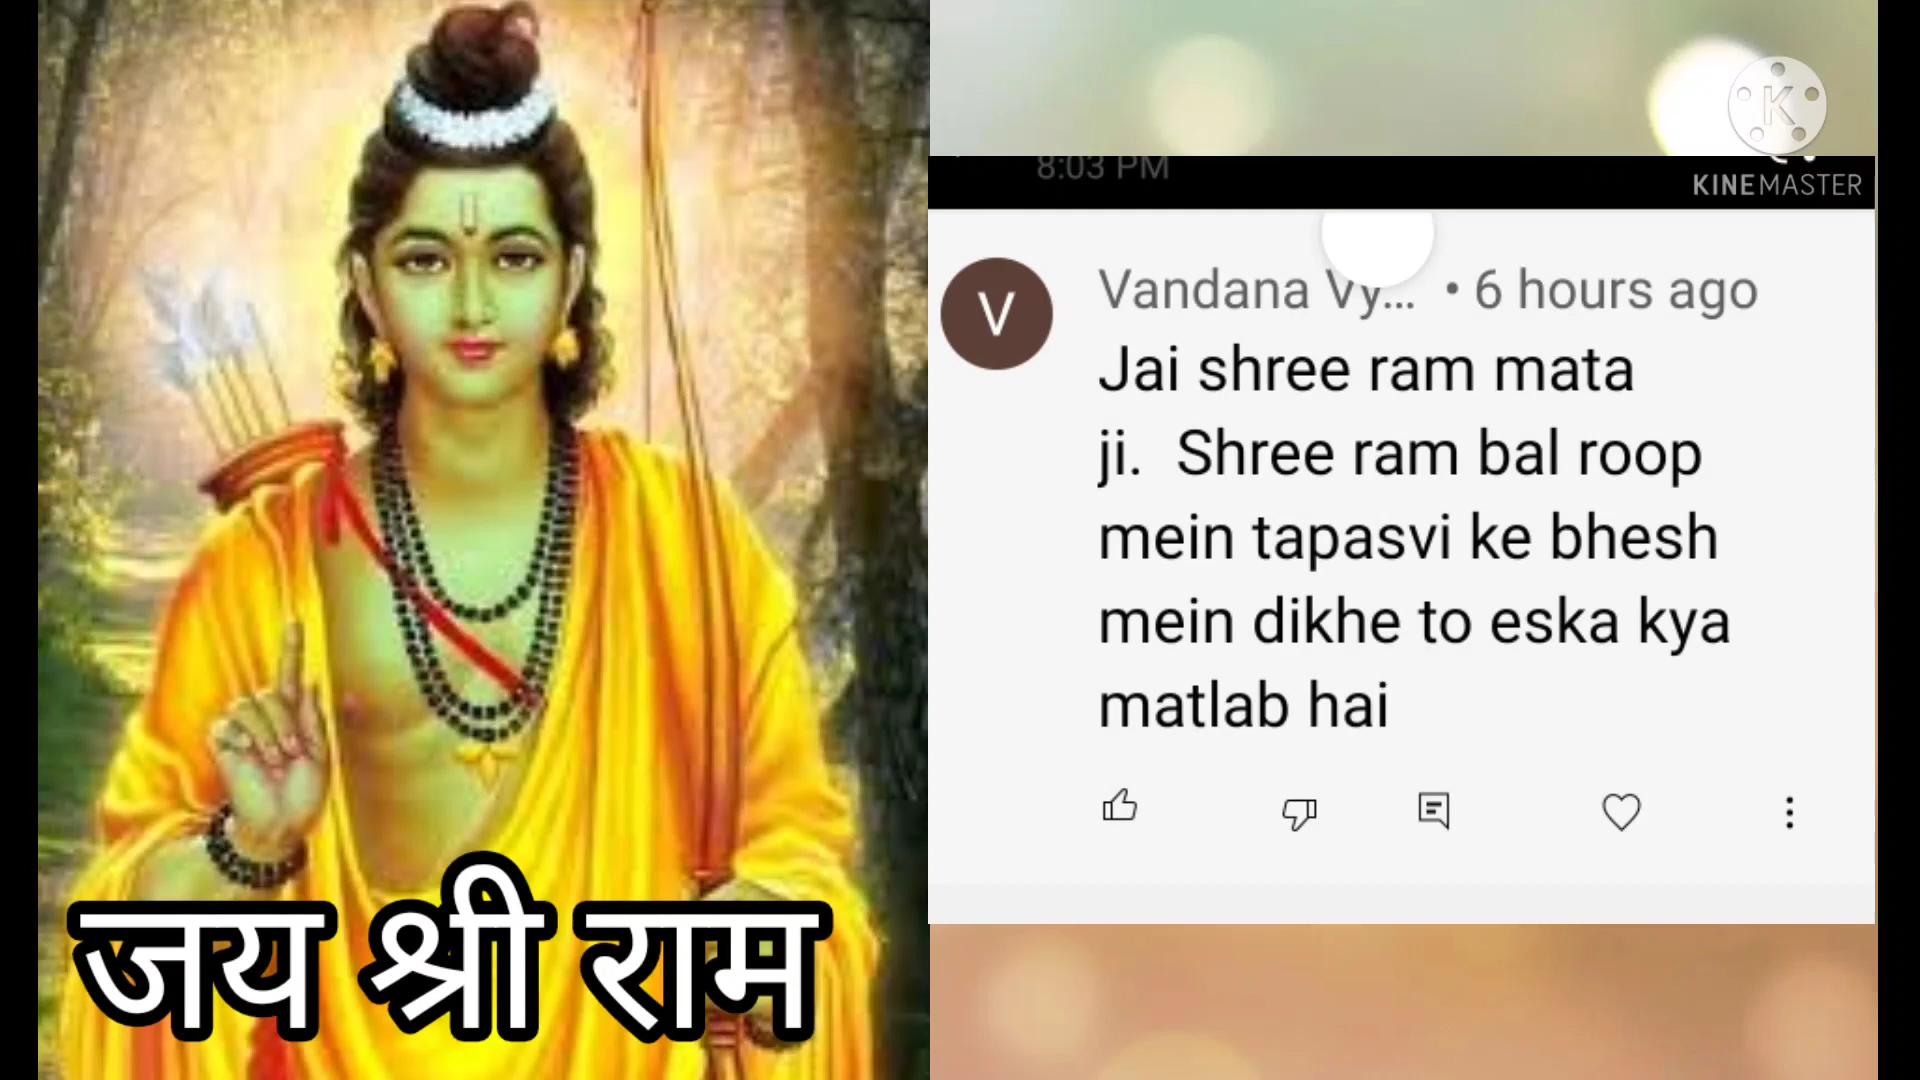 जय श्री राम
8:03 PM
K
KINEMASTER
V
Vandana Vy... • 6 hours ago
Jai shree ram mata
ji. Shree ram bal roop
mein tapasvi ke bhesh
mein dikhe to eska kya
matlab hai